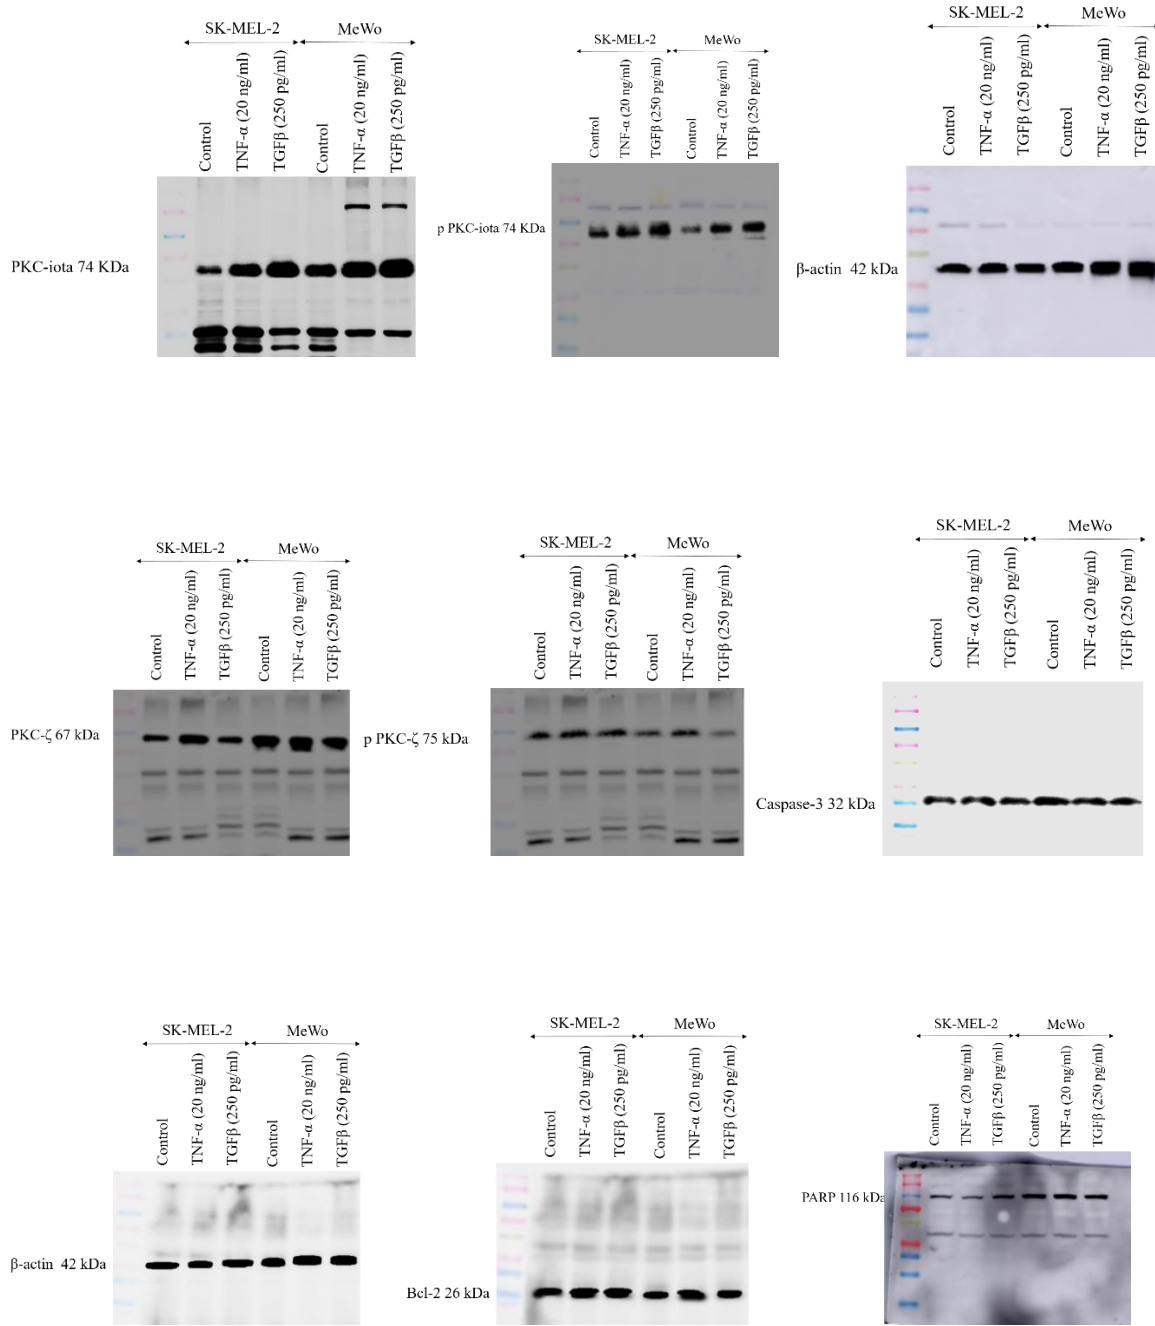 SK-MEL-2 MeWo
Control
TNF-α (20 ng/ml)
TGFβ (250 pg/ml)
Control
TNF-α (20 ng/ml)
TGFβ (250 pg/ml)
PKC-iota 74 KDa
SK-MEL-2 MeWo
Control
TNF-α (20 ng/ml)
TGFβ (250 pg/ml)
Control
TNF-α (20 ng/ml)
TGFβ (250 pg/ml)
p PKC-iota 74 KDa
SK-MEL-2 MeWo
Control
TNF-α (20 ng/ml)
TGFβ (250 pg/ml)
Control
TNF-α (20 ng/ml)
TGFβ (250 pg/ml)
β-actin 42 kDa
SK-MEL-2 MeWo
Control
TNF-α (20 ng/ml)
TGFβ (250 pg/ml)
Control
TNF-α (20 ng/ml)
TGFβ (250 pg/ml)
PKC-ζ 67 kDa
SK-MEL-2 MeWo
Control
TNF-α (20 ng/ml)
TGFβ (250 pg/ml)
Control
TNF-α (20 ng/ml)
TGFβ (250 pg/ml)
p PKC-ζ 75 kDa
SK-MEL-2 MeWo
Control
TNF-α (20 ng/ml)
TGFβ (250 pg/ml)
Control
TNF-α (20 ng/ml)
TGFβ (250 pg/ml)
Caspase-3 32 kDa
SK-MEL-2 MeWo
Control
TNF-α (20 ng/ml)
TGFβ (250 pg/ml)
Control
TNF-α (20 ng/ml)
TGFβ (250 pg/ml)
β-actin 42 kDa
SK-MEL-2 MeWo
Control
TNF-α (20 ng/ml)
TGFβ (250 pg/ml)
Control
TNF-α (20 ng/ml)
TGFβ (250 pg/ml)
Bcl-2 26 kDa
SK-MEL-2 MeWo
Control
TNF-α (20 ng/ml)
TGFβ (250 pg/ml)
Control
TNF-α (20 ng/ml)
TGFβ (250 pg/ml)
PARP 116 kDa